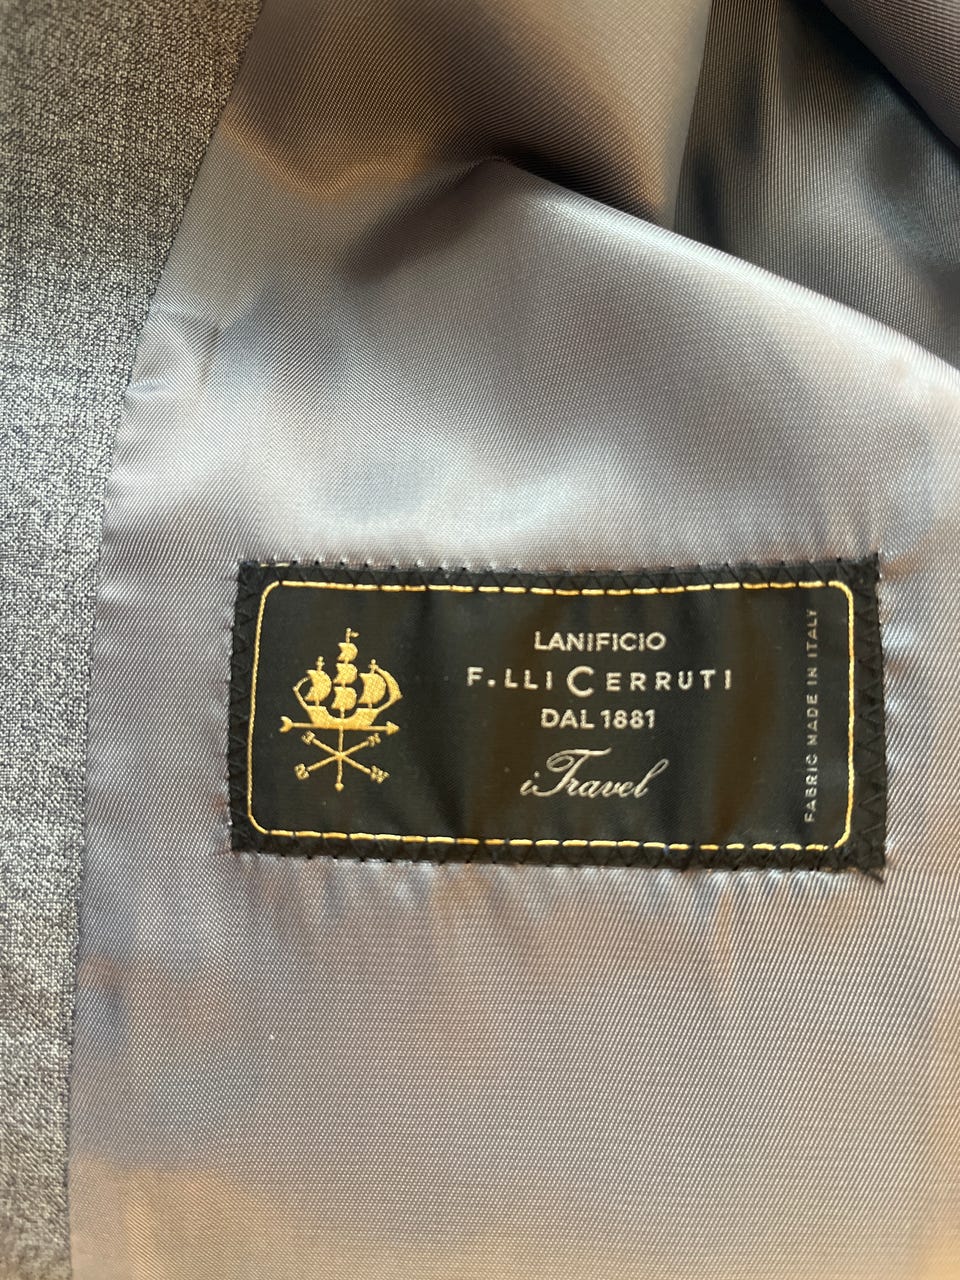 LANIFICIO
F.LLI CERRUTI
DAL 1881
iTravel
FABRIC MADE IN ITALY